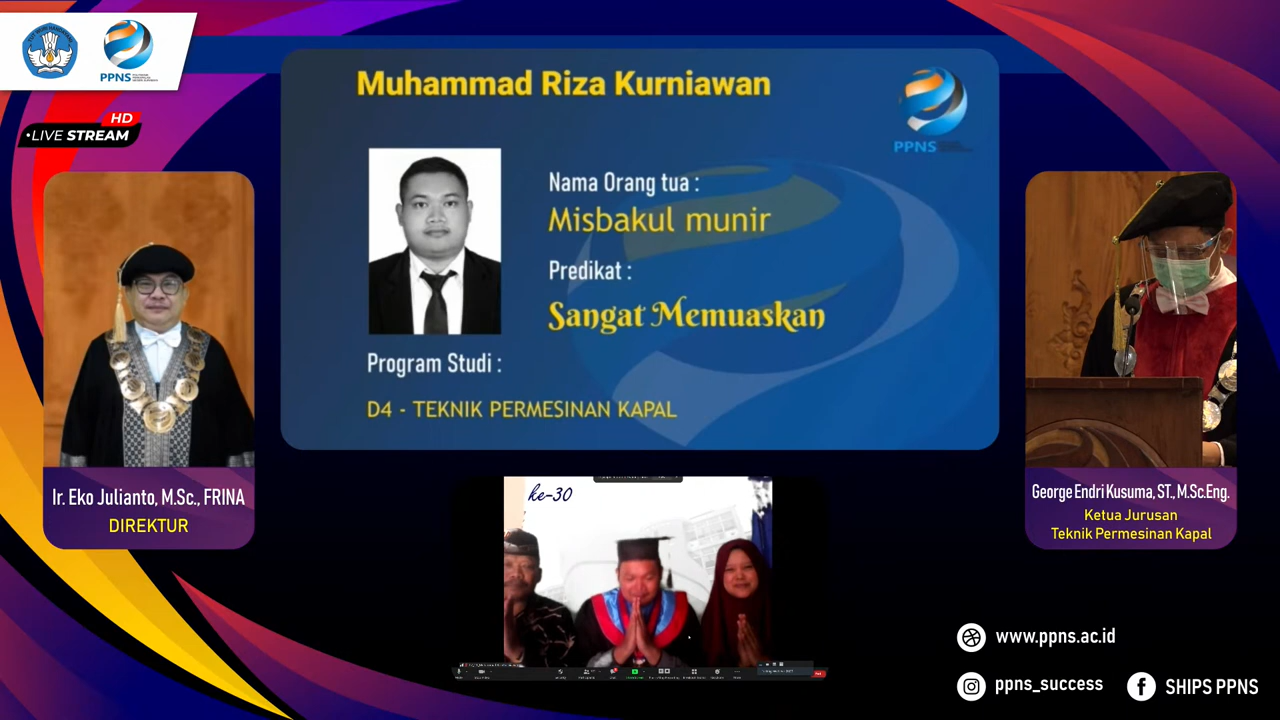 PPNS
HD
•LIVE STREAM
Muhammad Riza Kurniawan
PPNS
Nama Orang tua :
Misbakul munir
Predikat :
Sangat Memuaskan
Program Studi :
D4 - TEKNIK PERMESINAN KAPAL
Ir. Eko Julianto, M.Sc., FRINA
DIREKTUR
George Endri Kusuma, ST., M.Sc.Eng.
Ketua Jurusan
Teknik Permesinan Kapal
ke-30
www.ppns.ac.id
ppns_success
SHIPS PPNS